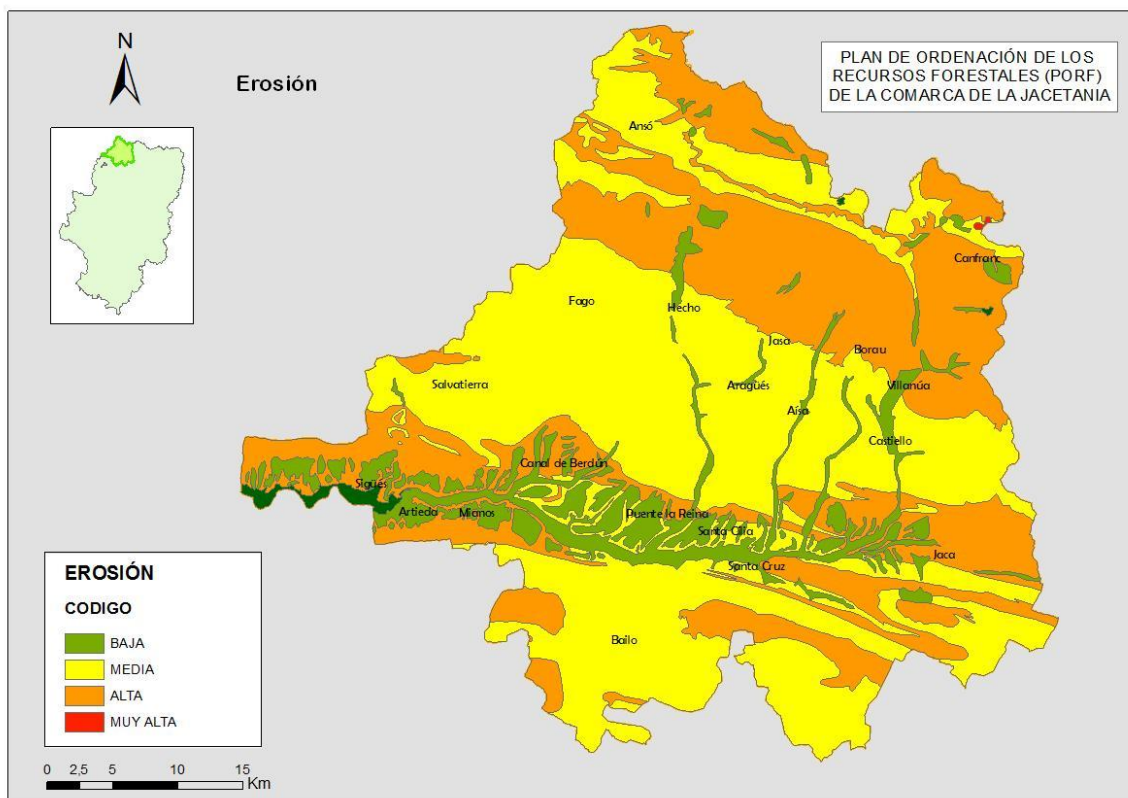 N
Erosión
PLAN DE ORDENACIÓN DE LOS
RECURSOS FORESTALES (PORF)
DE LA COMARCA DE LA JACETANIA
Ansó
Canfranc
Fago
Hecho
Jasa
Borau
Salvatierra
Aragüés
Villanúa
Aísa
Castiello
Canal de Berdún
Sigüés
Artieda
Mianos
Puente la Reina
Santa Cilia
Jaca
Santa Cruz
Bailo
EROSIÓN
CODIGO
BAJA
MEDIA
ALTA
MUY ALTA
0 2,5 5 10 15
Km